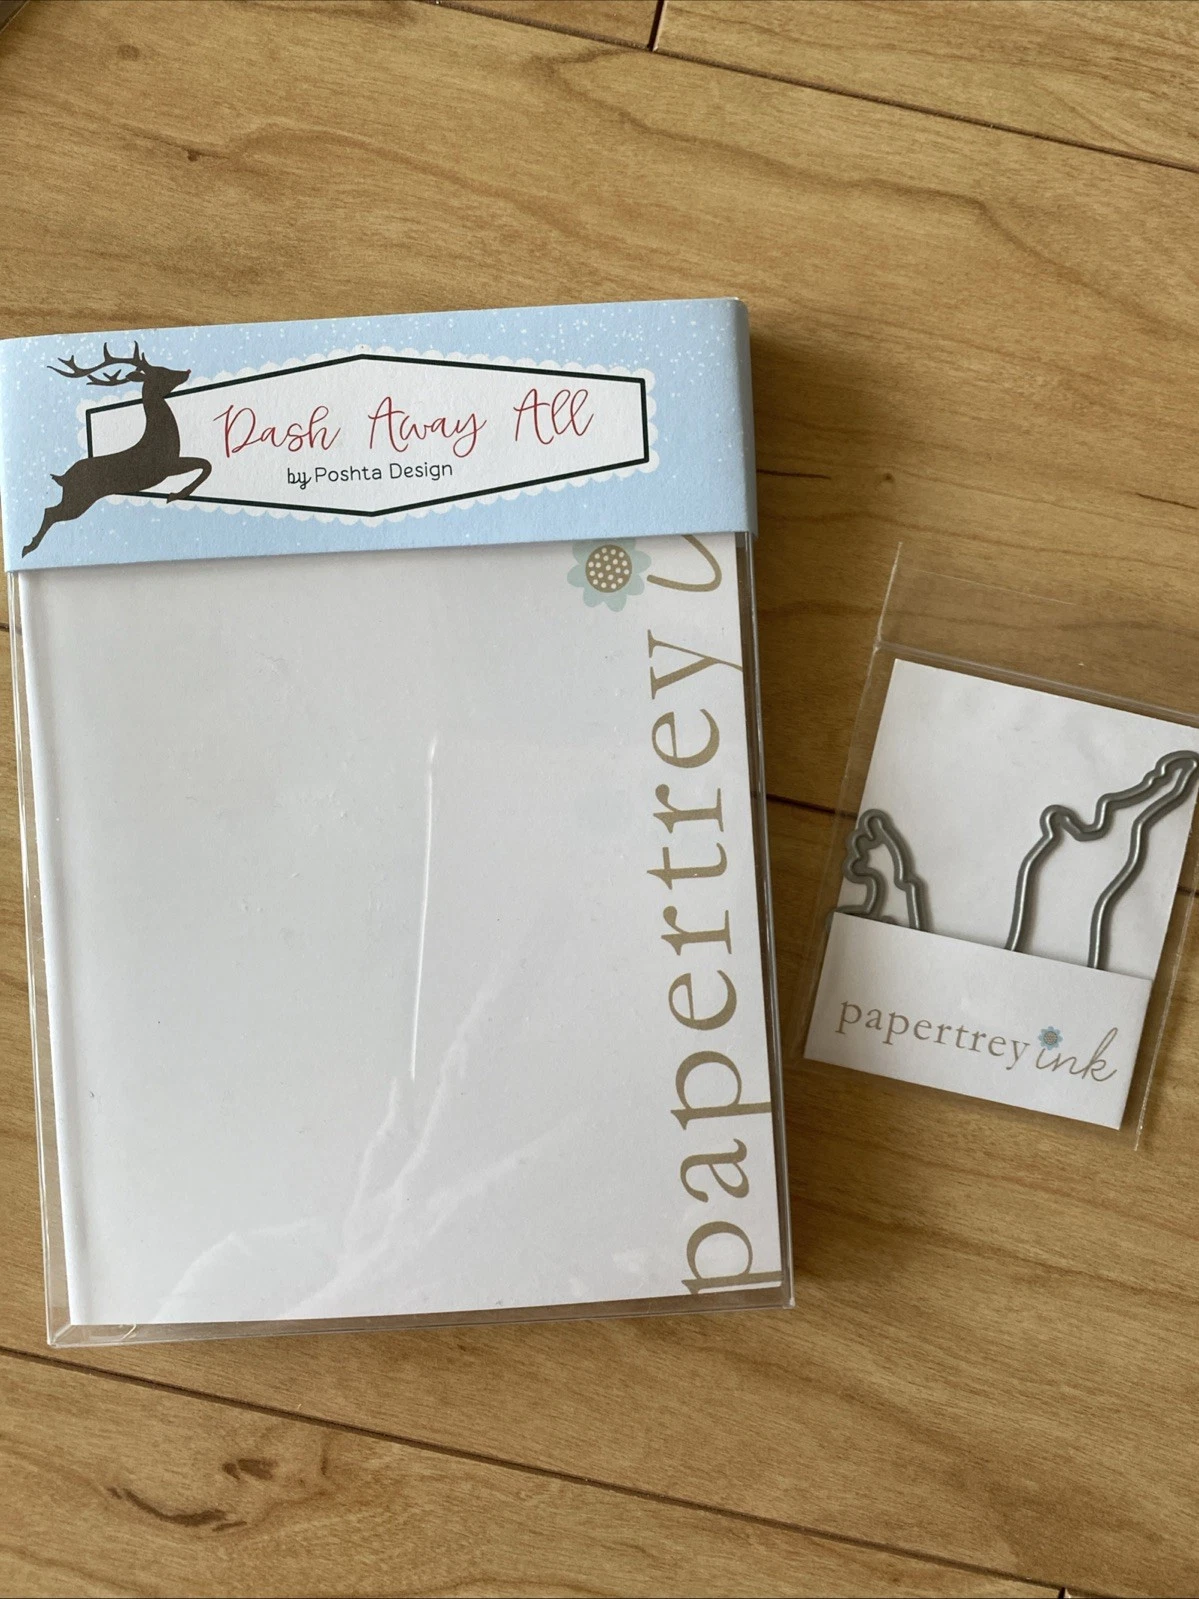 Dash Away All
by Poshta Design
papertrey
papertrey ink